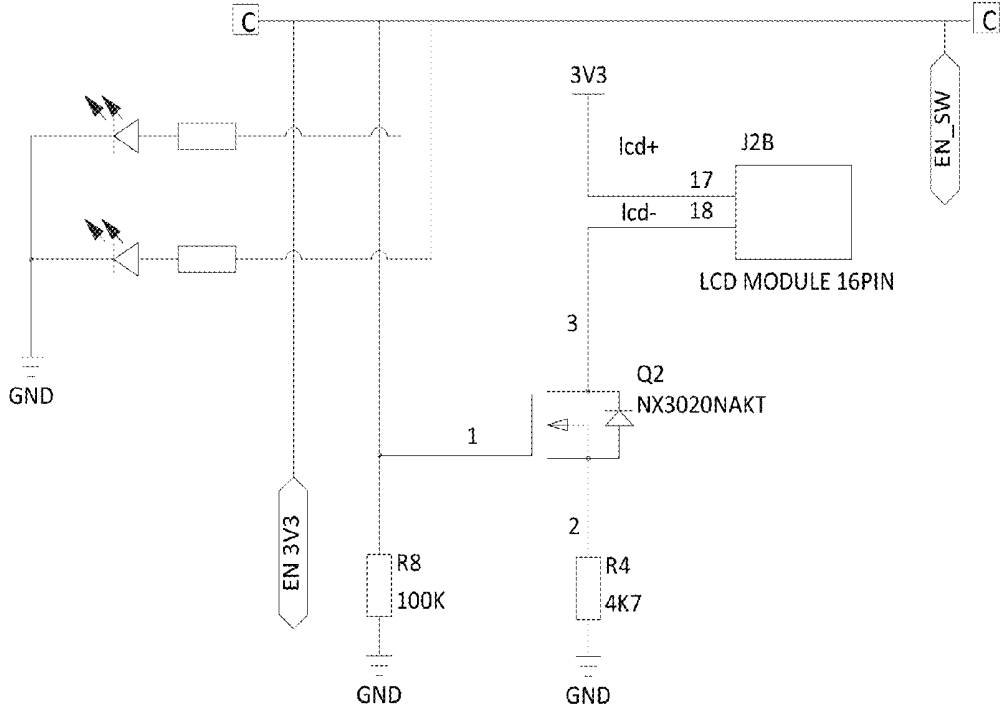 C
C
EN_SW
3V3
lcd+
J2B
17
lcd-
18
LCD MODULE 16PIN
3
GND
Q2
NX3020NAKT
1
EN 3V3
2
R8
100K
R4
4K7
GND
GND